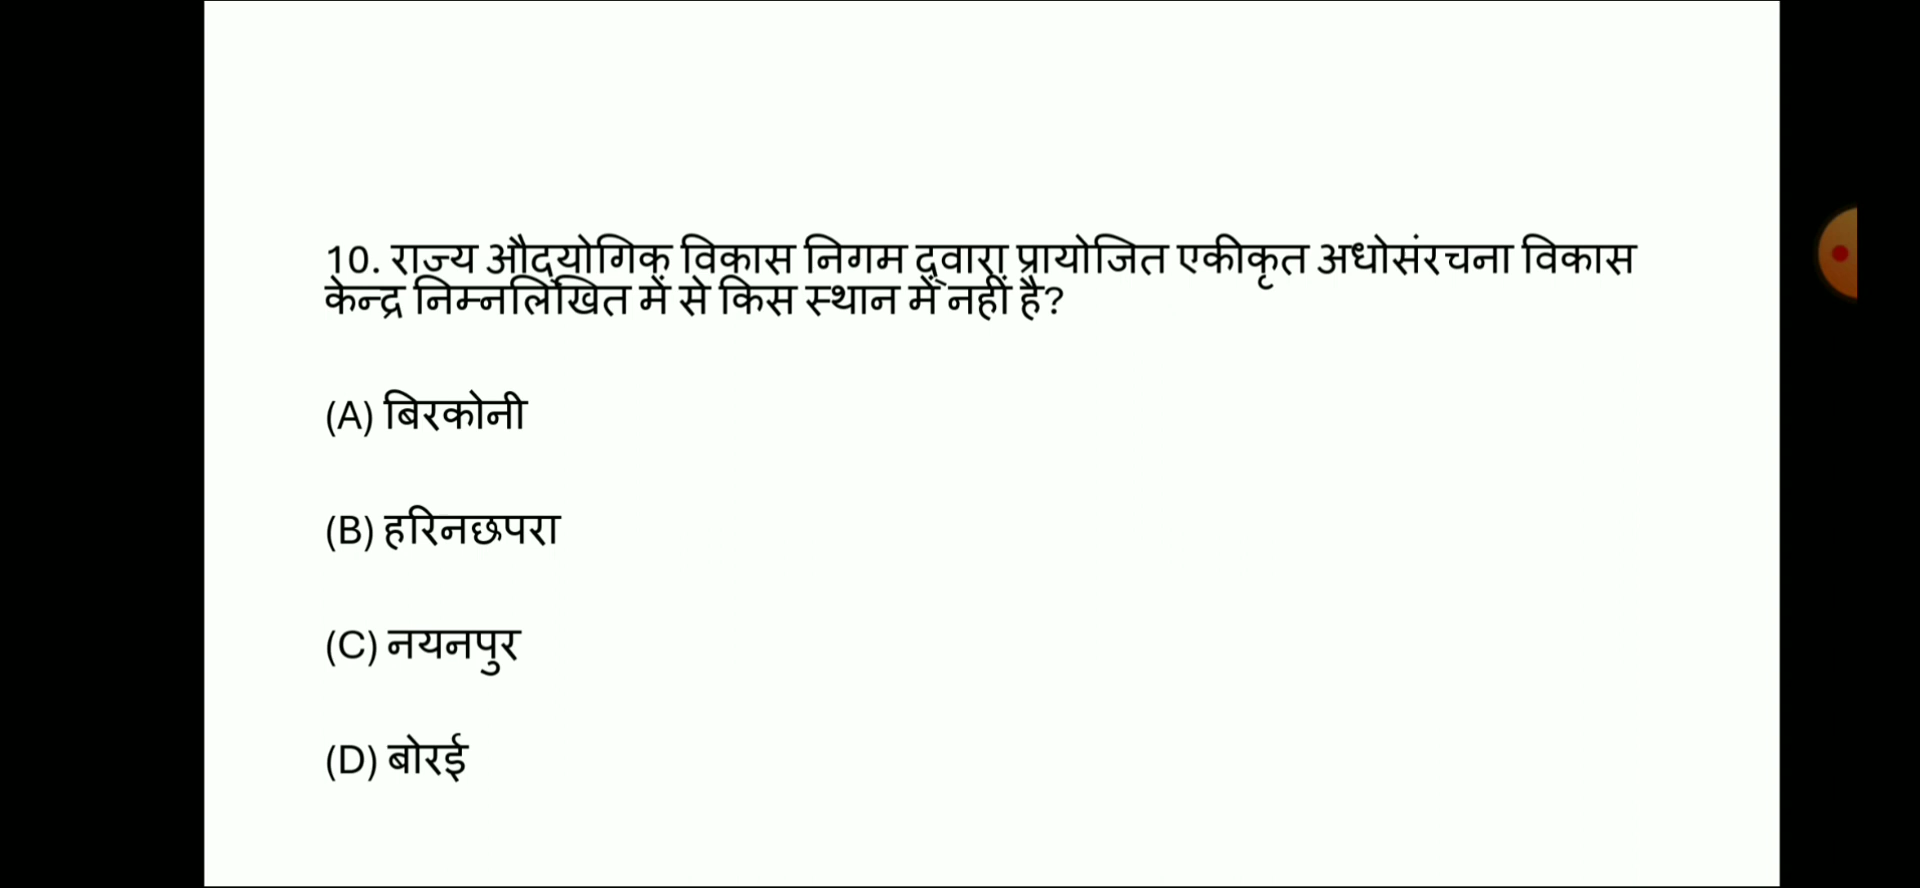 10. राज्य औद्योगिक विकास निगम द्वारा प्रायोजित एकीकृत अधोसंरचना विकास
केन्द्र निम्नलिखित में से किस स्थान में नहीं है?
(A) बिरकोनी
(B) हरिनछपरा
(C) नयनपुर
(D) बोरई